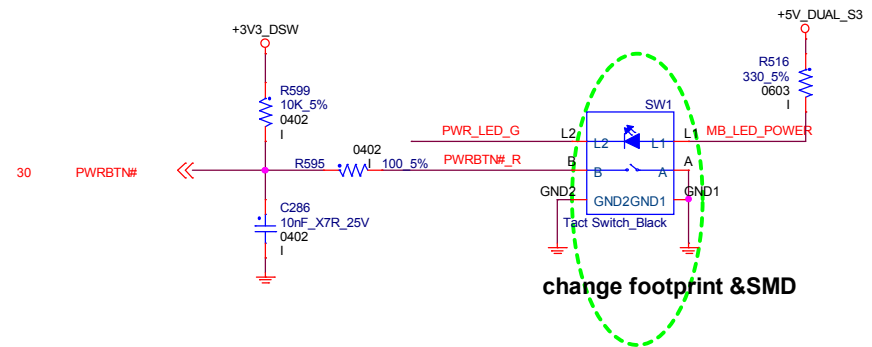 +5V_DUAL_S3
+3V3_DSW
R516
330_5%
0603
I
R599
10K_5%
0402
I
SW1
PWR_LED_G
L2
L2
L1
L1
MB_LED_POWER
30
PWRBTN#
R595
0402
I
100_5%
PWRBTN#_R
B
B
A
A
GND2
GND2GND1
GND1
C286
10nF_X7R_25V
0402
I
Tact Switch_Black
change footprint &SMD